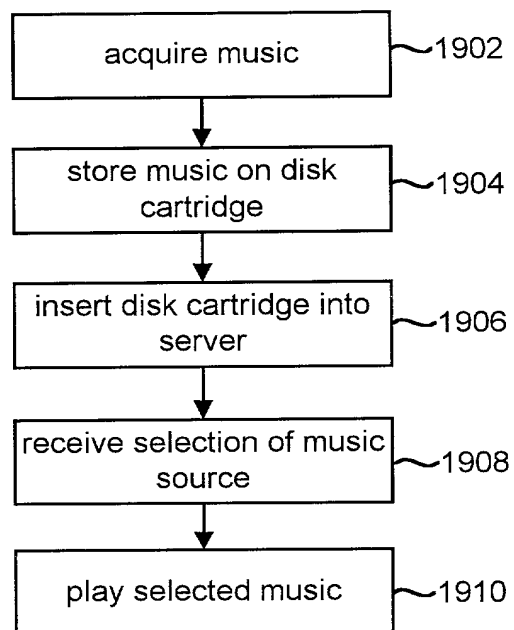 acquire music
1902
store music on disk
cartridge
1904
insert disk cartridge into
server
1906
receive selection of music
source
1908
play selected music
1910